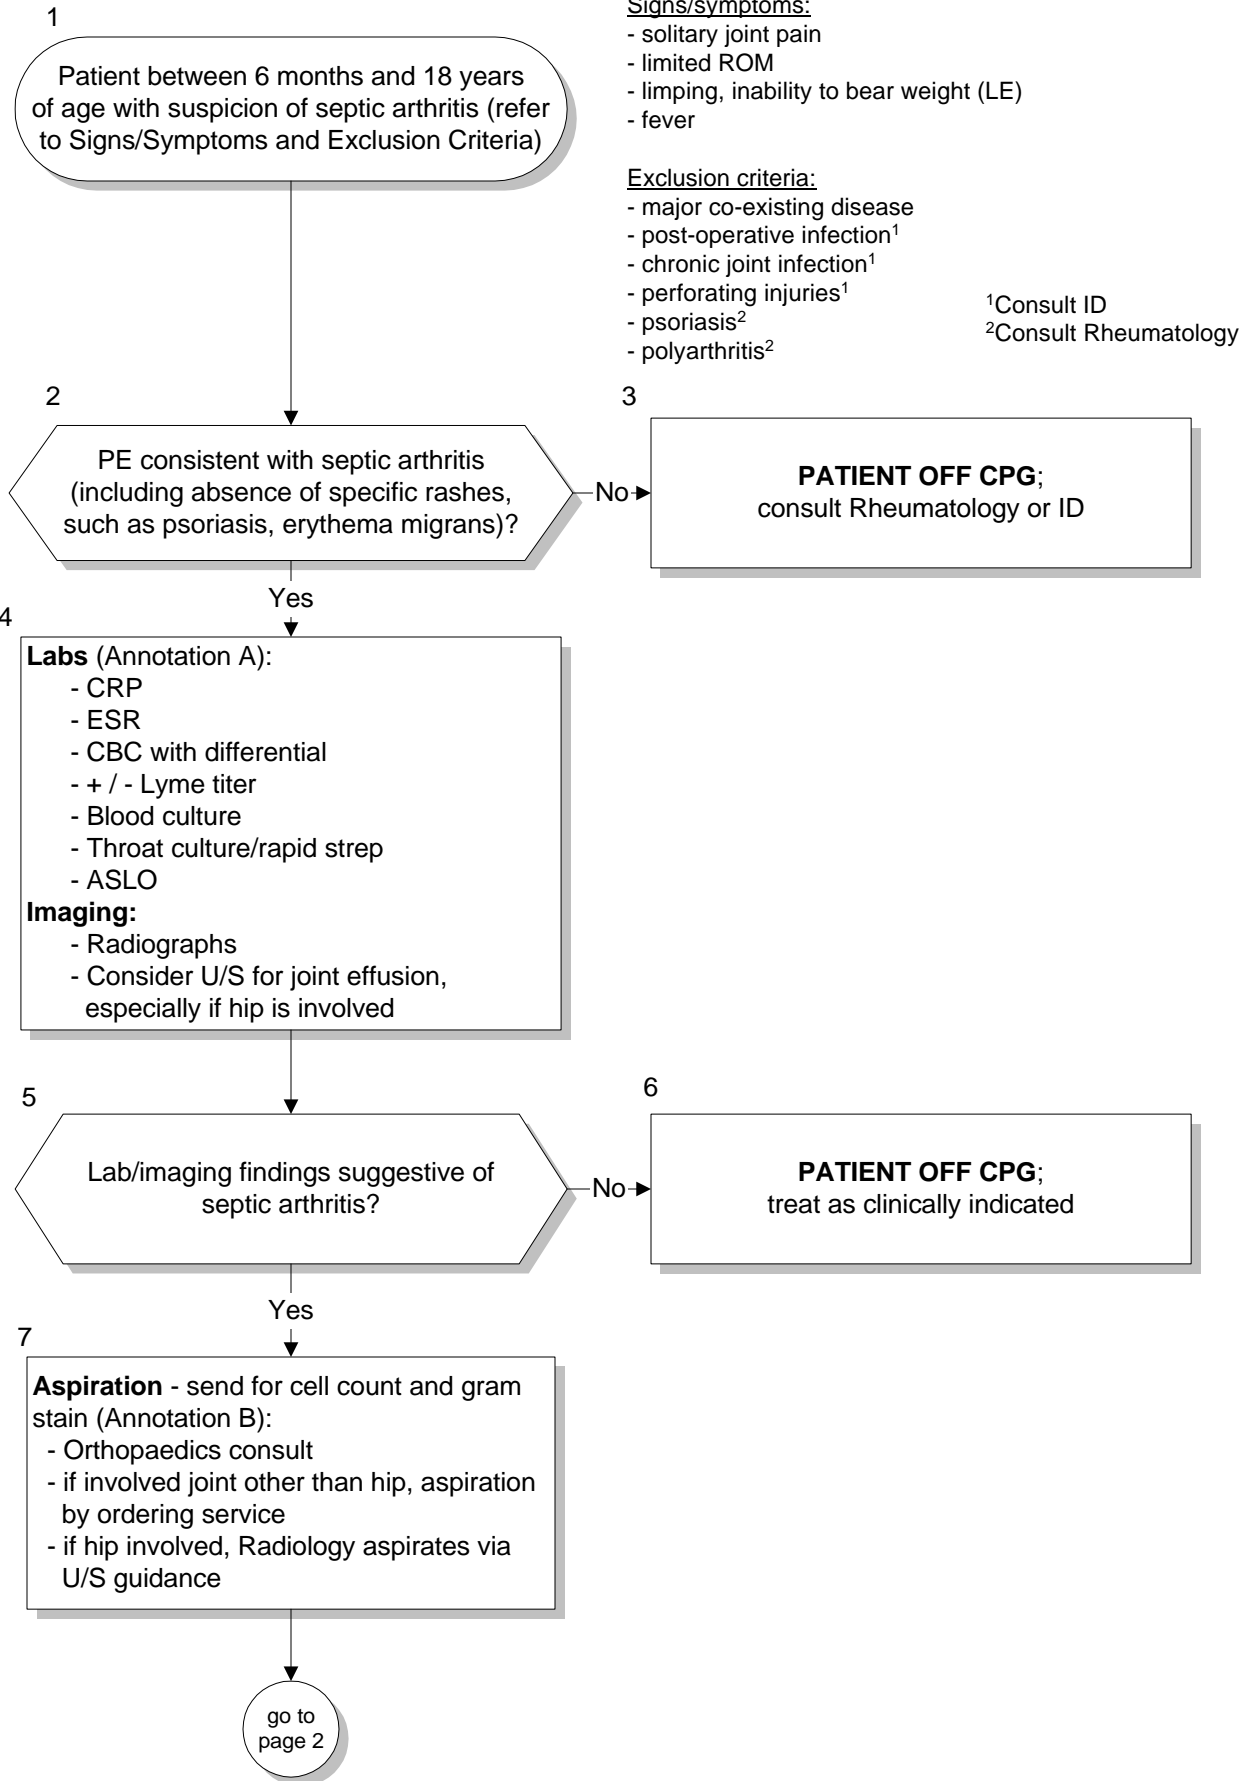 1
Patient between 6 months and 18 years
of age with suspicion of septic arthritis (refer
to Signs/Symptoms and Exclusion Criteria)
Signs/symptoms:
- solitary joint pain
- limited ROM
- limping, inability to bear weight (LE)
- fever
Exclusion criteria:
- major co-existing disease
- post-operative infection¹
- chronic joint infection¹
- perforating injuries¹
- psoriasis²
- polyarthritis²
¹Consult ID
²Consult Rheumatology
2
PE consistent with septic arthritis
(including absence of specific rashes,
such as psoriasis, erythema migrans)?
No
3
PATIENT OFF CPG;
consult Rheumatology or ID
Yes
4
Labs (Annotation A):
- CRP
- ESR
- CBC with differential
- + / - Lyme titer
- Blood culture
- Throat culture/rapid strep
- ASLO
Imaging:
- Radiographs
- Consider U/S for joint effusion,
especially if hip is involved
5
Lab/imaging findings suggestive of
septic arthritis?
No
6
PATIENT OFF CPG;
treat as clinically indicated
Yes
7
Aspiration - send for cell count and gram
stain (Annotation B):
- Orthopaedics consult
- if involved joint other than hip, aspiration
by ordering service
- if hip involved, Radiology aspirates via
U/S guidance
go to
page 2